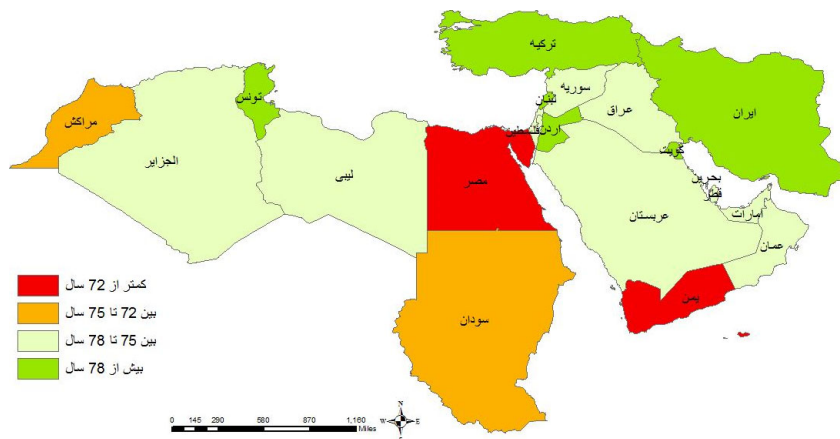 ترکیه
سوریه
لبنان
عراق
ایران
تونس
مراکش
اردن
فلسطین
کویت
الجزایر
لیبی
مصر
بحرین
قطر
عربستان
امارات
عمان
یمن
سودان
کمتر از 72 سال
بین 72 تا 75 سال
بین 75 تا 78 سال
بیش از 78 سال
0 145 290 580 870 1,160
Miles
N
W E
S